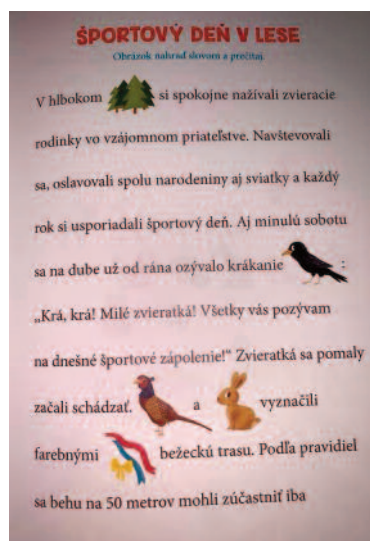 ŠPORTOVÝ DEŇ V LESE
Obrázok nahraď slovom a prečítaj.
V hlbokom si spokojne nažívali zvieracie
rodinky vo vzájomnom priateľstve. Navštevovali
sa, oslavovali spolu narodeniny aj sviatky a každý
rok si usporiadali športový deň. Aj minulú sobotu
sa na dube už od rána ozývalo krákanie :
„Krá, krá! Milé zvieratká! Všetky vás pozývam
na dnešné športové zápolenie!“ Zvieratká sa pomaly
začali schádzať. a vyznačili
farebnými bežeckú trasu. Podľa pravidiel
sa behu na 50 metrov mohli zúčastniť iba